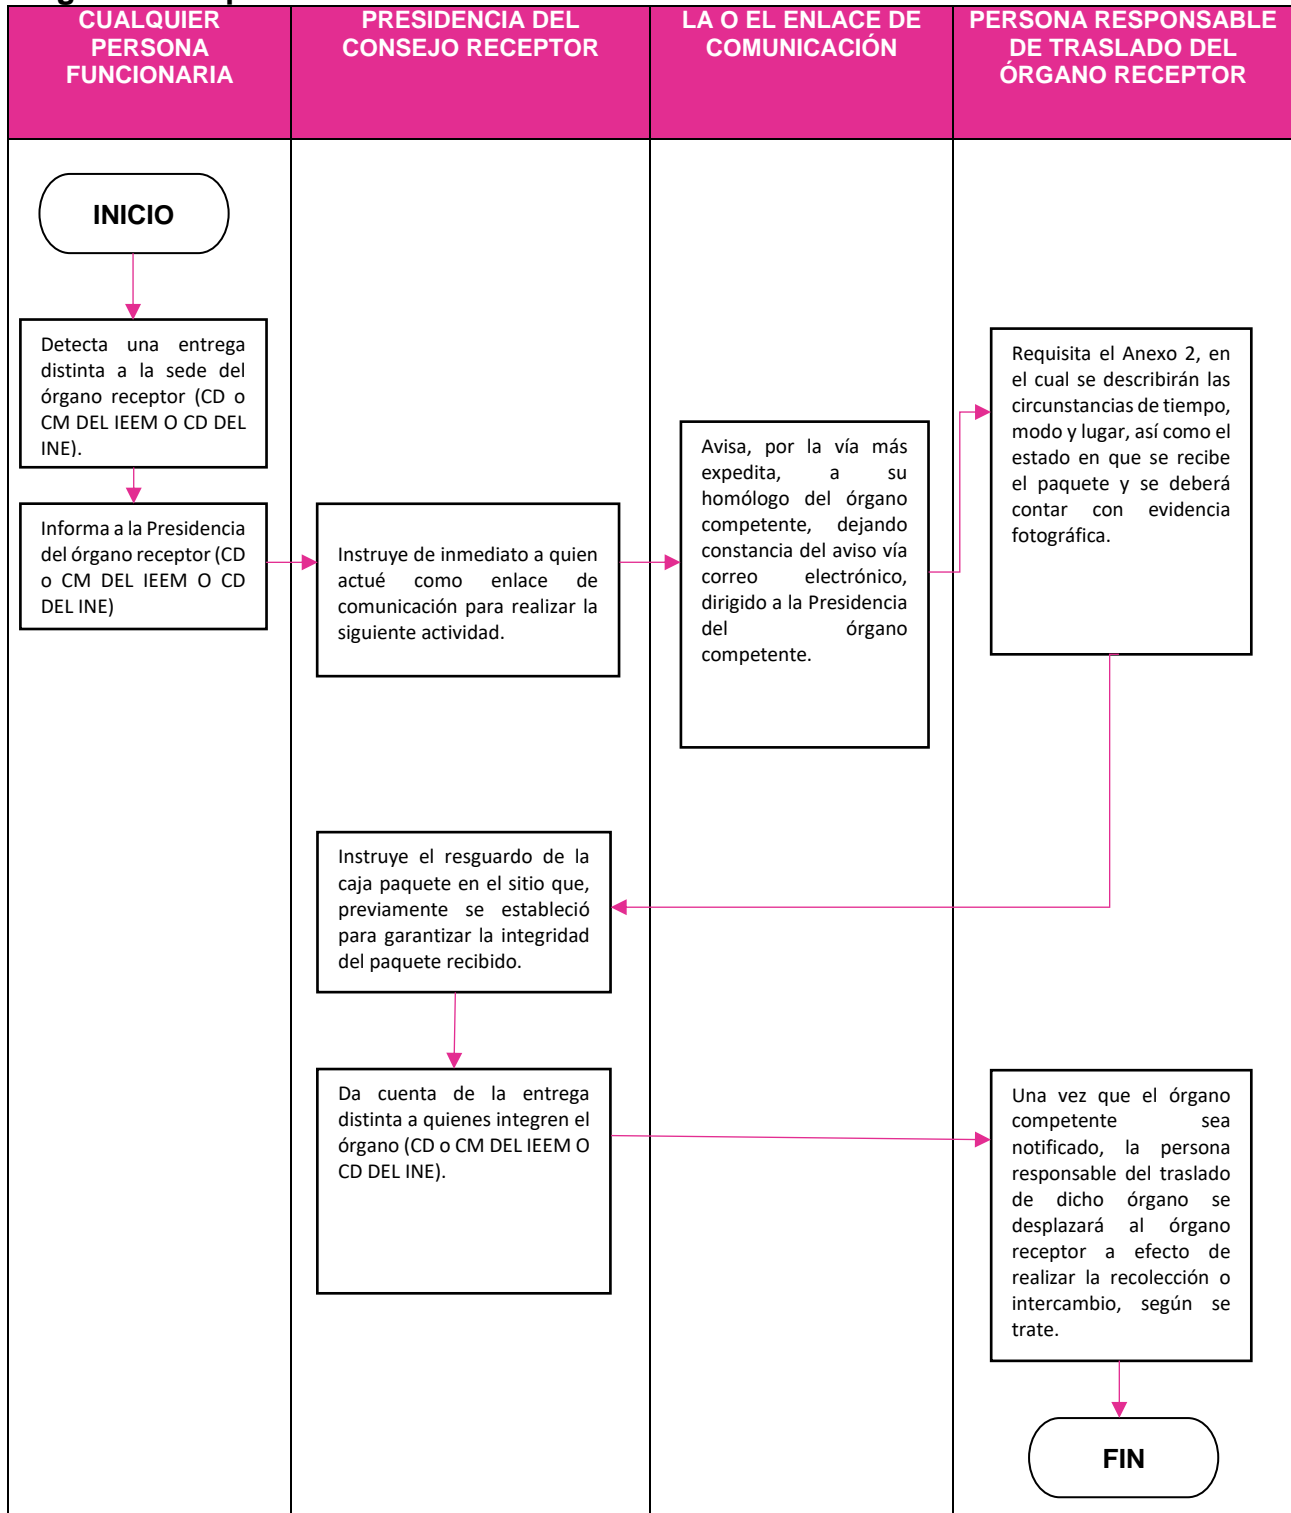 CUALQUIER
PERSONA
FUNCIONARIA
PRESIDENCIA DEL
CONSEJO RECEPTOR
LA O EL ENLACE DE
COMUNICACIÓN
PERSONA RESPONSABLE
DE TRASLADO DEL
ÓRGANO RECEPTOR
INICIO
Detecta una entrega
distinta a la sede del
órgano receptor (CD o
CM DEL IEEM O CD DEL
INE).
Informa a la Presidencia
del órgano receptor (CD
o CM DEL IEEM O CD
DEL INE)
Instruye de inmediato a quien
actué como enlace de
comunicación para realizar la
siguiente actividad.
Avisa, por la vía más
expedita, a su
homólogo del órgano
competente, dejando
constancia del aviso vía
correo electrónico,
dirigido a la Presidencia
del órgano
competente.
Requisita el Anexo 2, en
el cual se describirán las
circunstancias de tiempo,
modo y lugar, así como el
estado en que se recibe
el paquete y se deberá
contar con evidencia
fotográfica.
Instruye el resguardo de la
caja paquete en el sitio que,
previamente se estableció
para garantizar la integridad
del paquete recibido.
Da cuenta de la entrega
distinta a quienes integren el
órgano (CD o CM DEL IEEM O
CD DEL INE).
Una vez que el órgano
competente sea
notificado, la persona
responsable del traslado
de dicho órgano se
desplazará al órgano
receptor a efecto de
realizar la recolección o
intercambio, según se
trate.
FIN